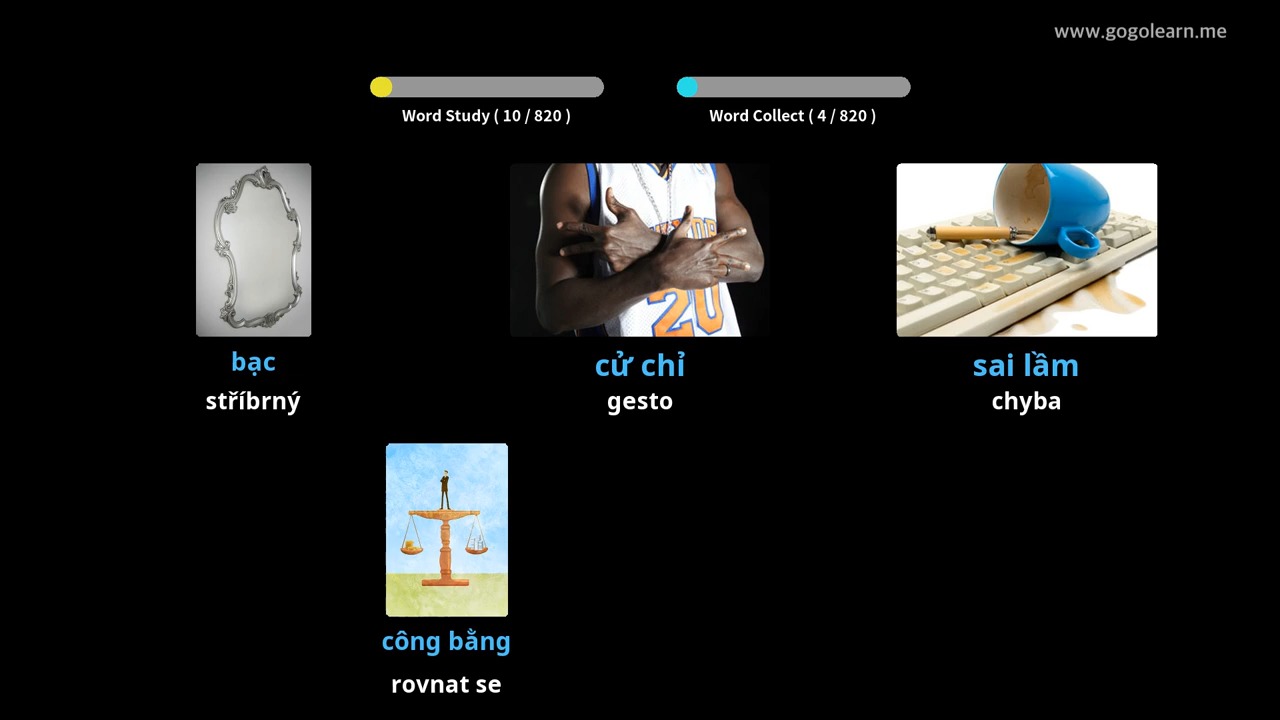 www.gogolearn.me
Word Study ( 10 / 820 )
Word Collect ( 4 / 820 )
20
bạc
cử chỉ
sai lầm
stříbrný
gesto
chyba
công bằng
rovnat se